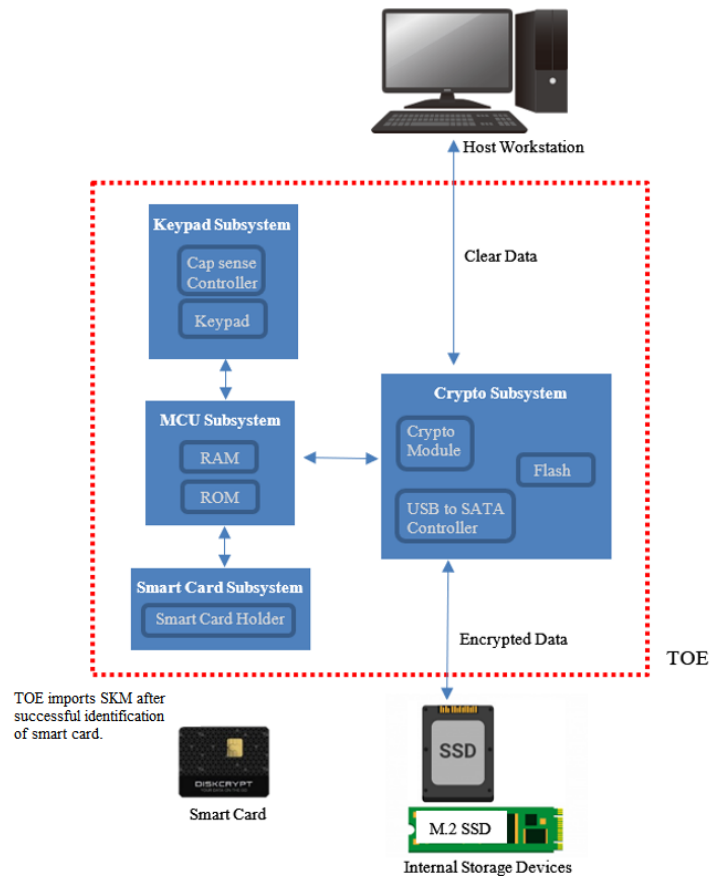 Host Workstation
Keypad Subsystem
Cap sense
Controller
Keypad
Clear Data
MCU Subsystem
RAM
ROM
Crypto Subsystem
Crypto
Module
Flash
USB to SATA
Controller
Smart Card Subsystem
Smart Card Holder
Encrypted Data
TOE
TOE imports SKM after
successful identification
of smart card.
DISKCRYPT
Smart Card
SSD
M.2 SSD
Internal Storage Devices